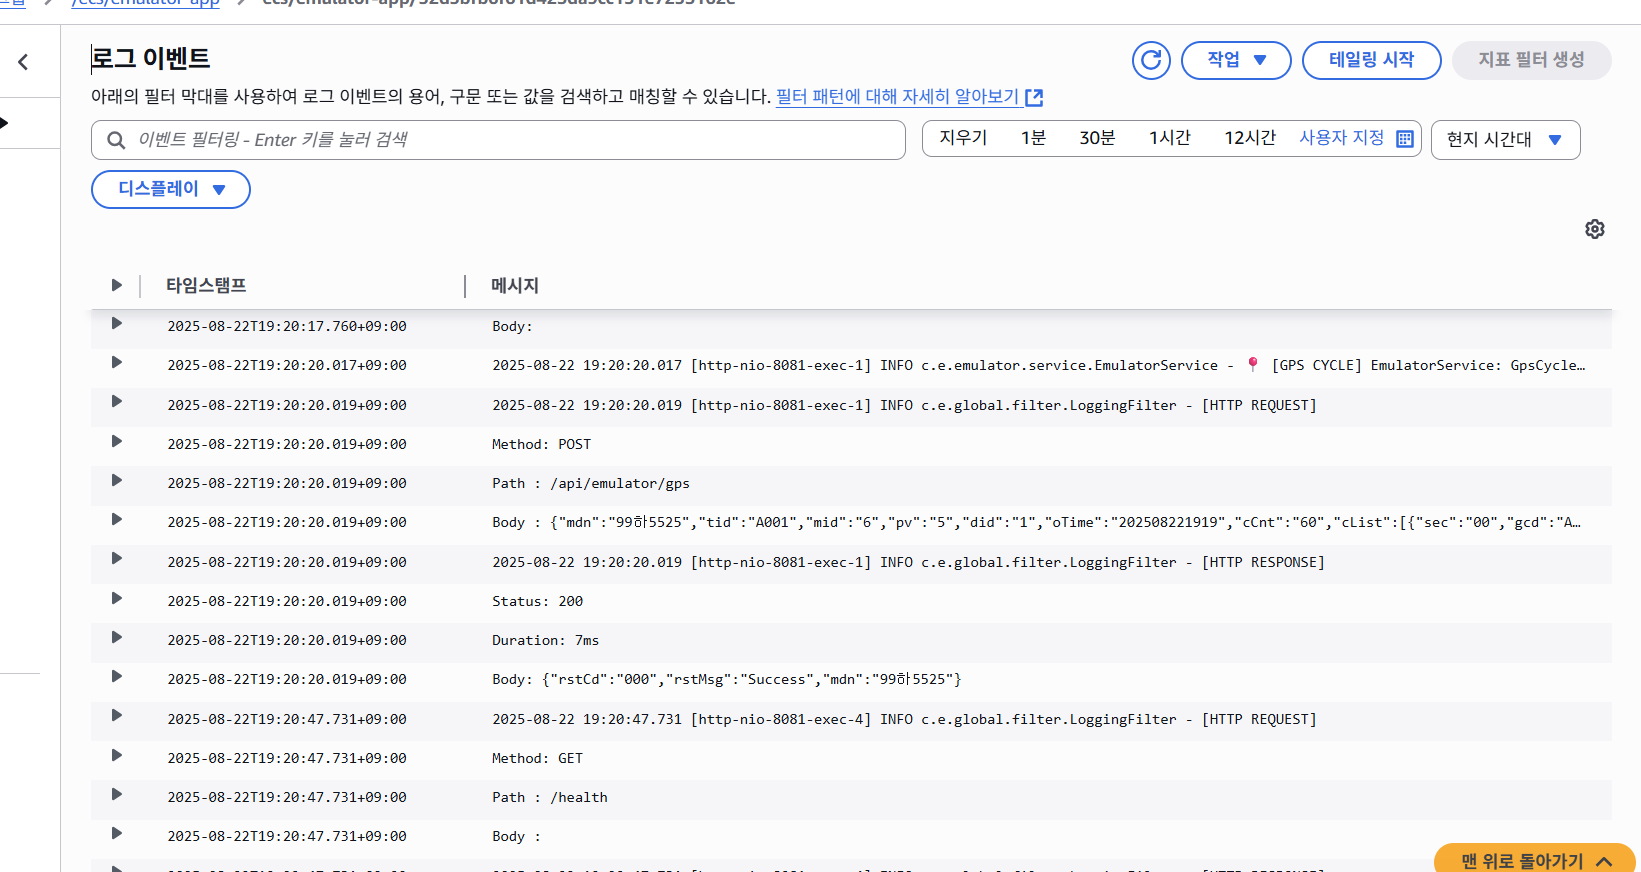 /ecs/emulator-app
로그 이벤트
작업
테일링 시작
지표 필터 생성
아래의 필터 막대를 사용하여 로그 이벤트의 용어, 구문 또는 값을 검색하고 매칭할 수 있습니다. 필터 패턴에 대해 자세히 알아보기
이벤트 필터링 - Enter 키를 눌러 검색
지우기 1분 30분 1시간 12시간 사용자 지정
현지 시간대
디스플레이
타임스탬프 메시지
2025-08-22T19:20:17.760+09:00 Body:
2025-08-22T19:20:20.017+09:00 2025-08-22 19:20:20.017 [http-nio-8081-exec-1] INFO c.e.emulator.service.EmulatorService - 📍 [GPS CYCLE] EmulatorService: GpsCycle…
2025-08-22T19:20:20.019+09:00 2025-08-22 19:20:20.019 [http-nio-8081-exec-1] INFO c.e.global.filter.LoggingFilter - [HTTP REQUEST]
2025-08-22T19:20:20.019+09:00 Method: POST
2025-08-22T19:20:20.019+09:00 Path : /api/emulator/gps
2025-08-22T19:20:20.019+09:00 Body : {"mdn":"99하5525","tid":"A001","mid":"6","pv":"5","did":"1","oTime":"202508221919","cCnt":"60","cList":[{"sec":"00","gcd":"A…
2025-08-22T19:20:20.019+09:00 2025-08-22 19:20:20.019 [http-nio-8081-exec-1] INFO c.e.global.filter.LoggingFilter - [HTTP RESPONSE]
2025-08-22T19:20:20.019+09:00 Status: 200
2025-08-22T19:20:20.019+09:00 Duration: 7ms
2025-08-22T19:20:20.019+09:00 Body: {"rstCd":"000","rstMsg":"Success","mdn":"99하5525"}
2025-08-22T19:20:47.731+09:00 2025-08-22 19:20:47.731 [http-nio-8081-exec-4] INFO c.e.global.filter.LoggingFilter - [HTTP REQUEST]
2025-08-22T19:20:47.731+09:00 Method: GET
2025-08-22T19:20:47.731+09:00 Path : /health
2025-08-22T19:20:47.731+09:00 Body :
맨 위로 돌아가기